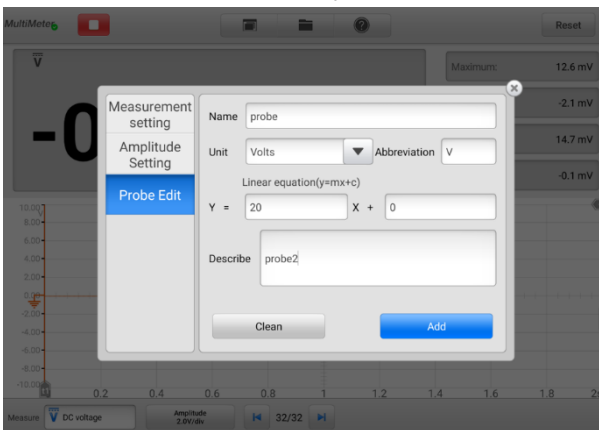 MultiMeter
Reset
V
Maximum: 12.6 mV
-2.1 mV
14.7 mV
-0.1 mV
-0
Measurement setting
Amplitude Setting
Probe Edit
Name probe
Unit Volts Abbreviation V
Linear equation(y=mx+c)
Y = 20 X + 0
Describe probe2
Clean Add
10.00
V
8.00
6.00
4.00
2.00
0.00
-2.00
-4.00
-6.00
-8.00
-10.00
0.2 0.4 0.6 0.8 1 1.2 1.4 1.6 1.8
Measure V DC voltage Amplitude 2.0V/div 32/32